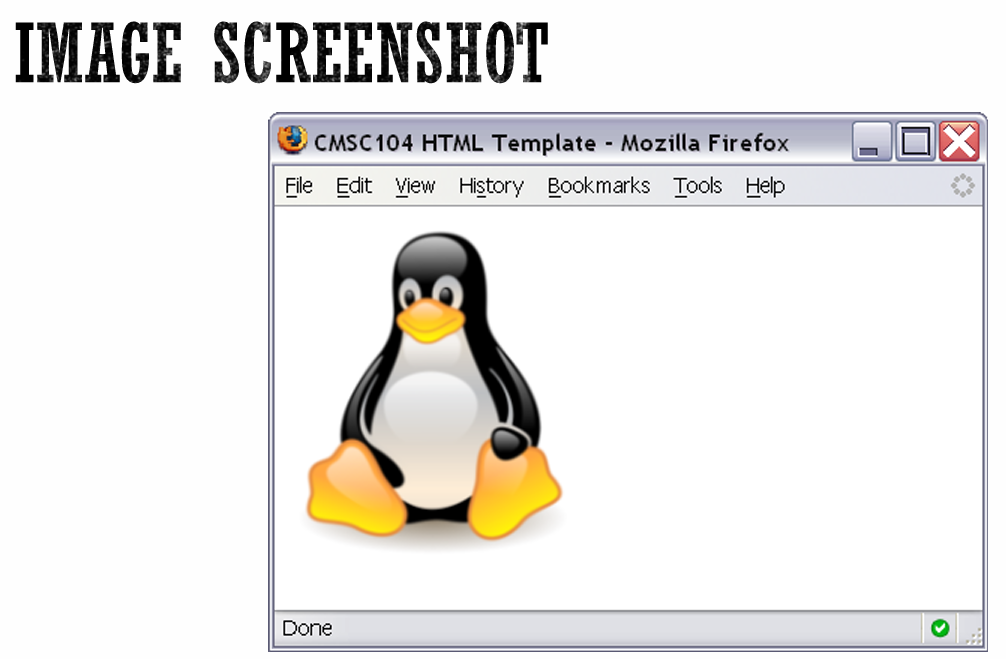 IMAGE SCREENSHOT
CMSC104 HTML Template - Mozilla Firefox
File Edit View History Bookmarks Tools Help
Done